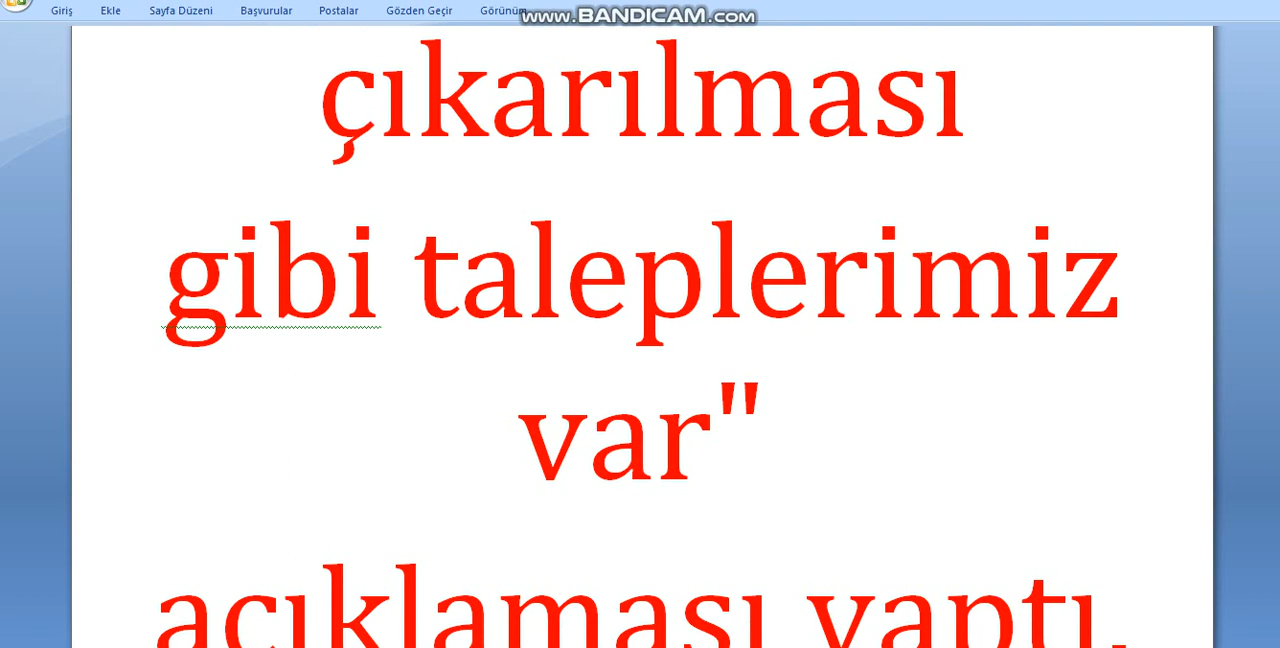 Giriş Ekle Sayfa Düzeni Başvurular Postalar Gözden Geçir Görünüm
www.BANDICAM.com
çıkarılması
gibi taleplerimiz
var"
açıklaması yaptı.